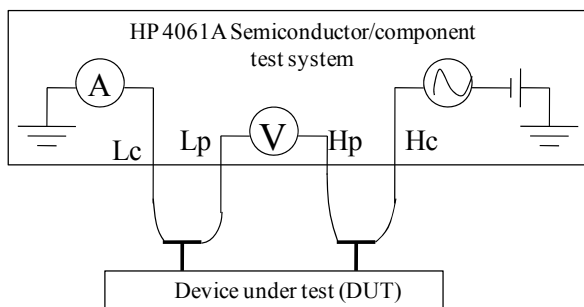 HP 4061A Semiconductor/component
test system
A
V
Lc
Lp
Hp
Hc
Device under test (DUT)